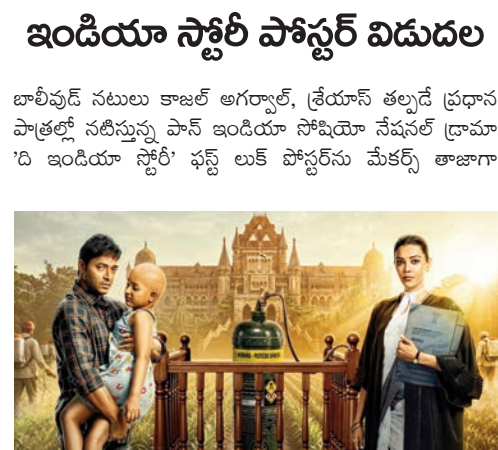 ఇండియా స్టోరీ పోస్టర్ విడుదల
బాలీవుడ్ నటులు కాజల్ అగర్వాల్, శ్రేయాస్ తల్పడే ప్రధాన
పాత్రల్లో నటిస్తున్న పాన్ ఇండియా సోషియో నేషనల్ డ్రామా
'ది ఇండియా స్టోరీ' ఫస్ట్ లుక్ పోస్టర్‌ను మేకర్స్ తాజాగా